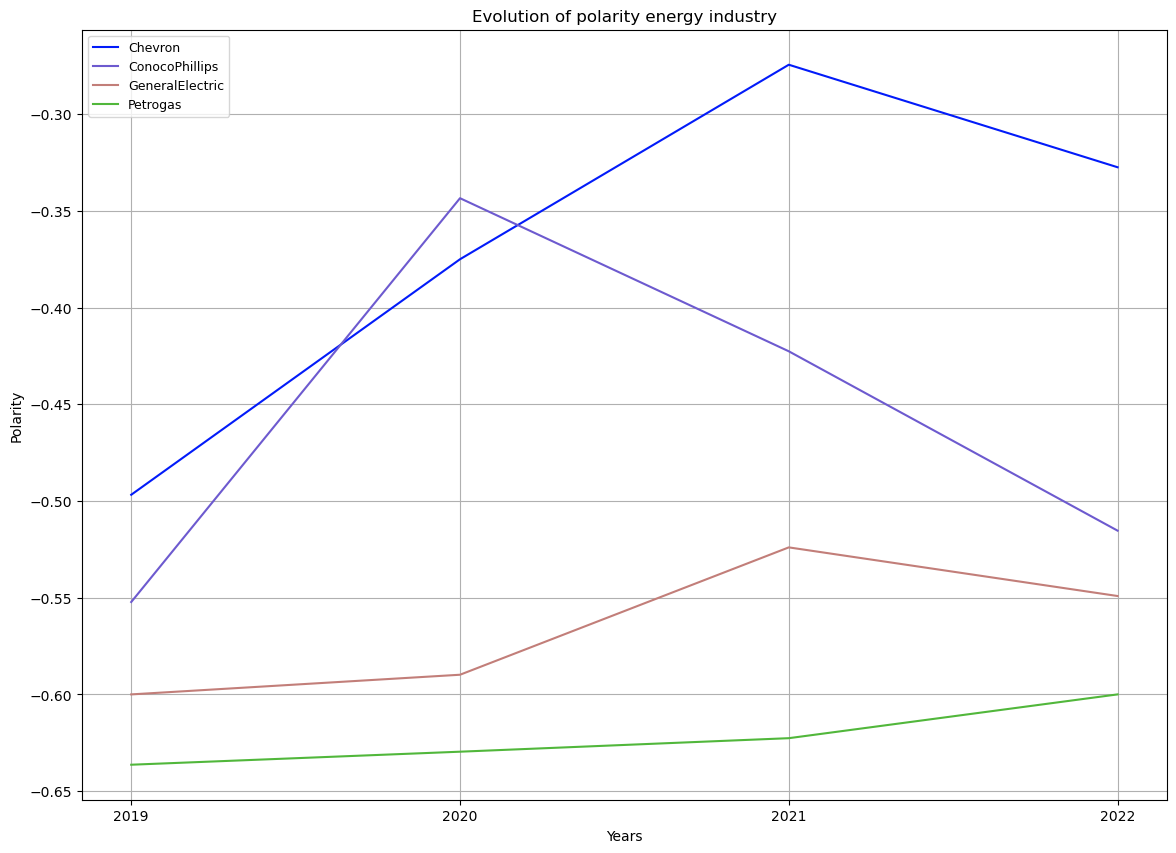 Evolution of polarity energy industry
Chevron
ConocoPhillips
GeneralElectric
Petrogas
−0.30
−0.35
−0.40
−0.45
−0.50
−0.55
−0.60
−0.65
Polarity
2019 2020 2021 2022
Years